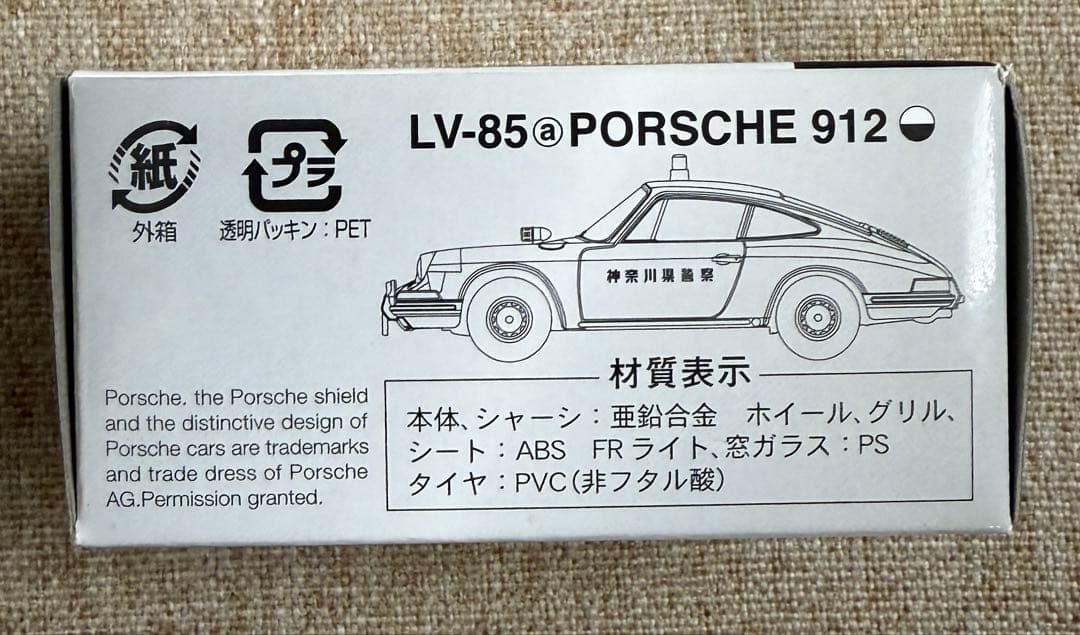 紙
外箱
プラ
透明パッキン：PET
LV-85ⓐPORSCHE 912
神奈川県警察
材質表示
本体、シャーシ：亜鉛合金　ホイール、グリル、
シート：ABS　FRライト、窓ガラス：PS
タイヤ：PVC（非フタル酸）
Porsche. the Porsche shield
and the distinctive design of
Porsche cars are trademarks
and trade dress of Porsche
AG.Permission granted.